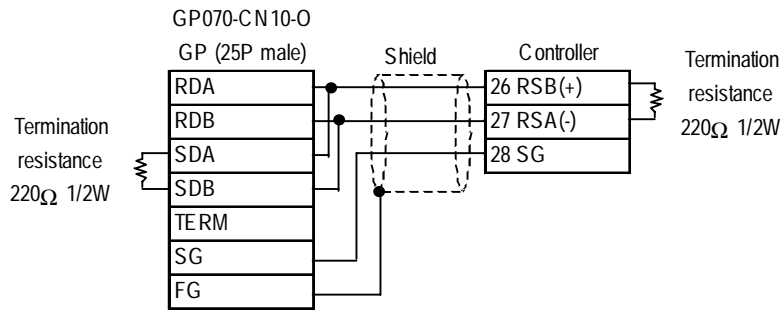 GP070-CN10-O
GP (25P male)
Shield
Controller
RDA
RDB
SDA
SDB
TERM
SG
FG
26 RSB(+)
27 RSA(-)
28 SG
Termination
resistance
220Ω 1/2W
Termination
resistance
220Ω 1/2W